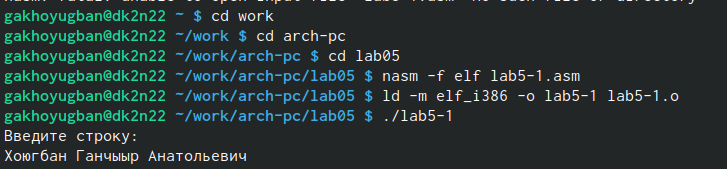 gakhoyugban@dk2n22 ~ $ cd work
gakhoyugban@dk2n22 ~/work $ cd arch-pc
gakhoyugban@dk2n22 ~/work/arch-pc $ cd lab05
gakhoyugban@dk2n22 ~/work/arch-pc/lab05 $ nasm -f elf lab5-1.asm
gakhoyugban@dk2n22 ~/work/arch-pc/lab05 $ ld -m elf_i386 -o lab5-1 lab5-1.o
gakhoyugban@dk2n22 ~/work/arch-pc/lab05 $ ./lab5-1
Введите строку:
Хоюгбан Ганчыыр Анатольевич